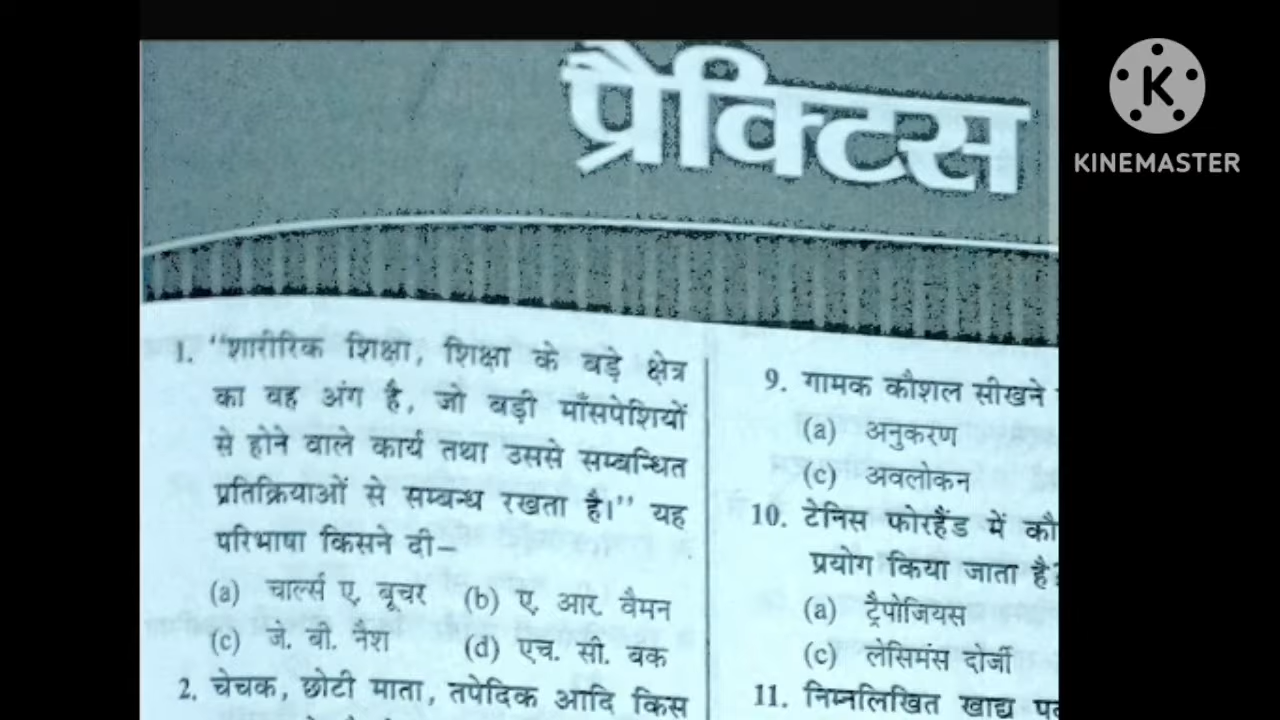 प्रैक्टिस
KINEMASTER
1. "शारीरिक शिक्षा, शिक्षा के बड़े क्षेत्र
का वह अंग है, जो बड़ी माँसपेशियों
से होने वाले कार्य तथा उससे सम्बन्धित
प्रतिक्रियाओं से सम्बन्ध रखता है।" यह
परिभाषा किसने दी–
(a) चार्ल्स ए. बूचर (b) ए. आर. वैमन
(c) जे. बी. नैश (d) एच. सी. बक
2. चेचक, छोटी माता, तपेदिक आदि किस
9. गामक कौशल सीखने
(a) अनुकरण
(c) अवलोकन
10. टेनिस फोरहैंड में कौ
प्रयोग किया जाता है?
(a) ट्रैपोजियस
(c) लेसिमंस दोर्जी
11. निम्नलिखित खाद्य